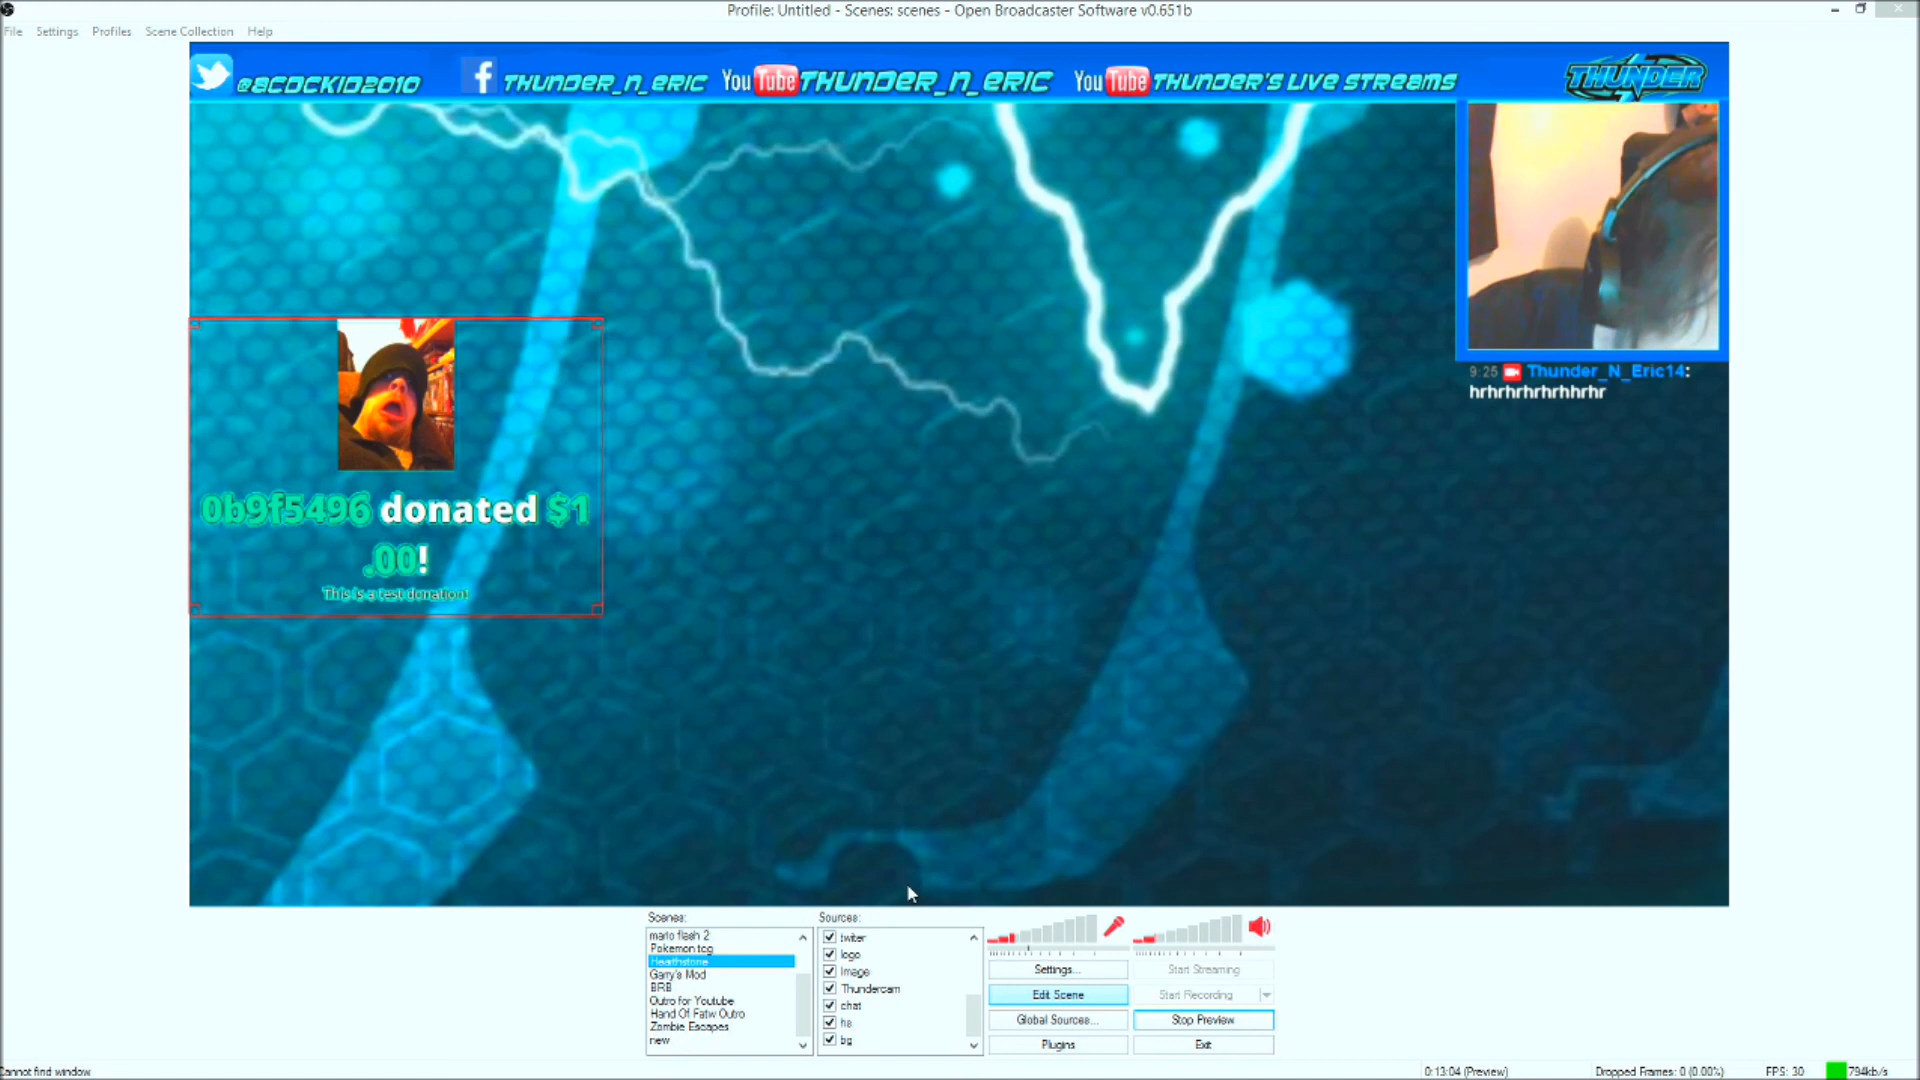 Profile: Untitled - Scenes: scenes - Open Broadcaster Software v0.651b
File Settings Profiles Scene Collection Help
@8CDCKID2010 THUNDER_N_ERIC YouTube THUNDER_N_ERIC YouTube THUNDER'S LIVE STREAMS THUNDER
9:25 Thunder_N_Eric14:
hrhrhrhrhrhhrhr
0b9f5496 donated $1
.00!
This is a test donation!
Scenes:
mario flash 2
Pokemon tcg
Hearthstone
Garry's Mod
BRB
Outro for Youtube
Hand Of Fatw Outro
Zombie Escapes
new
Sources:
twiter
logo
Image
Thundercam
chat
hs
bg
Settings... Start Streaming
Edit Scene Start Recording
Global Sources... Stop Preview
Plugins Exit
Cannot find window 0:13:04 (Preview) Dropped Frames: 0 (0.00%) FPS: 30 794kb/s